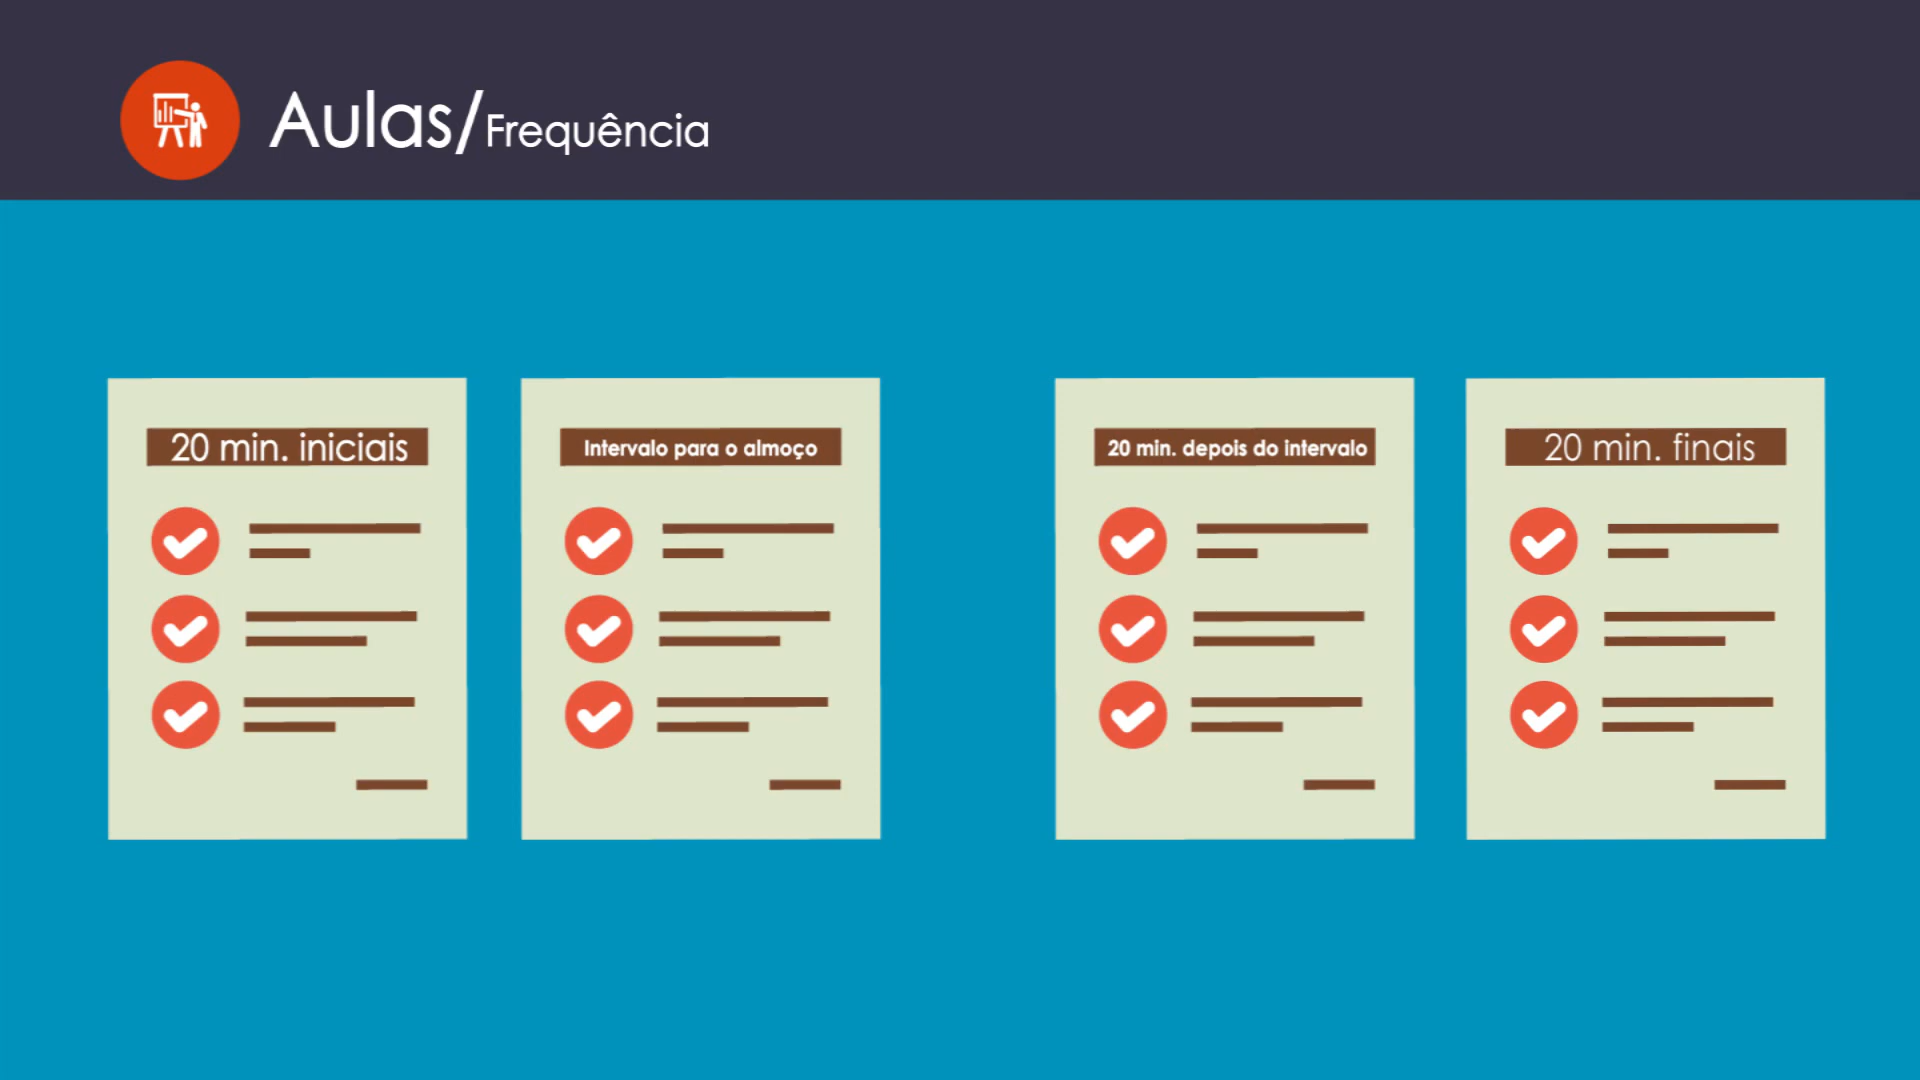 Aulas/Frequência
20 min. iniciais
Intervalo para o almoço
20 min. depois do intervalo
20 min. finais